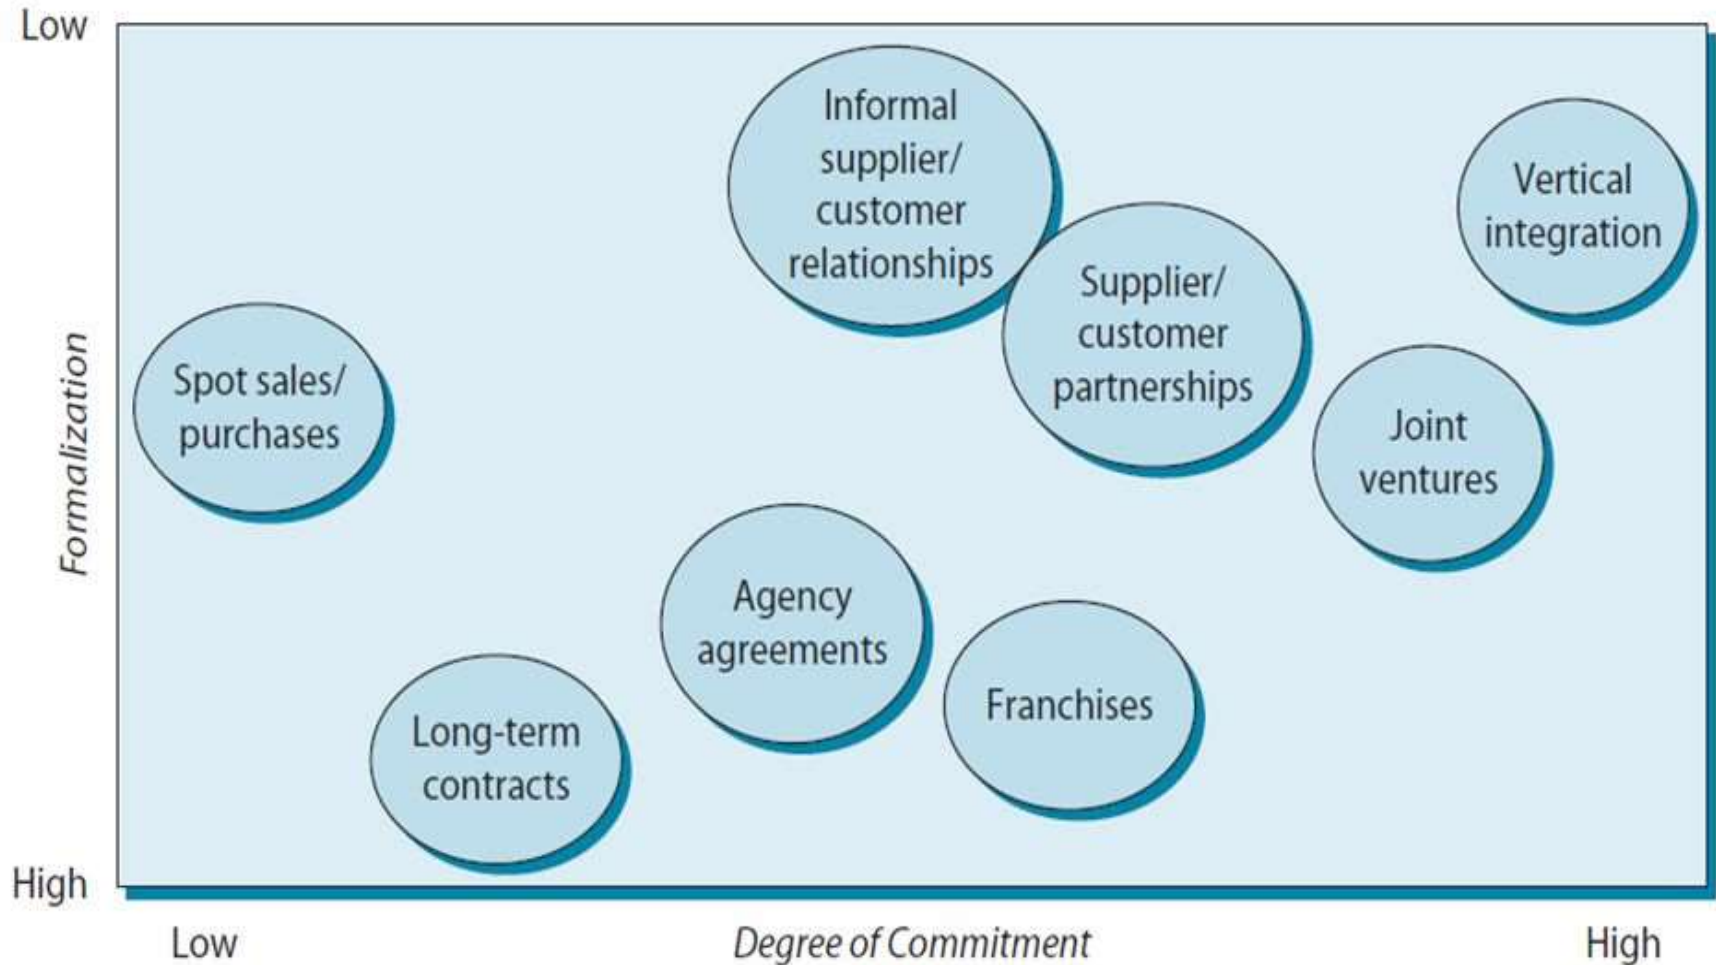 Low
Informal
supplier/
customer
relationships
Vertical
integration
Supplier/
customer
partnerships
Spot sales/
purchases
Joint
ventures
Formalization
Agency
agreements
Franchises
Long-term
contracts
High
Low
Degree of Commitment
High